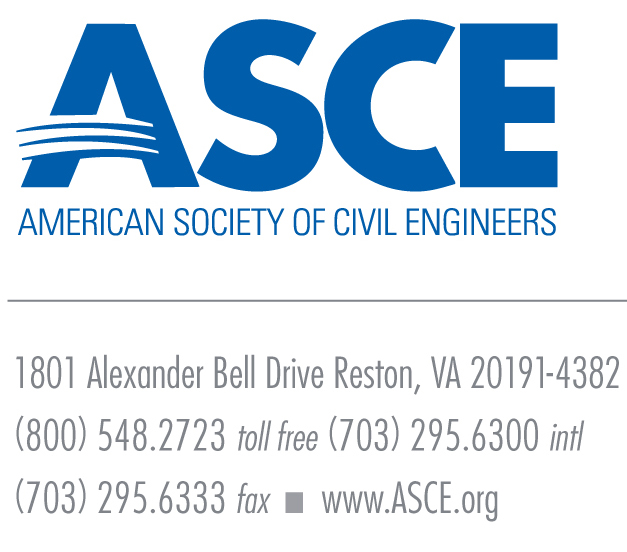 ASCE
AMERICAN SOCIETY OF CIVIL ENGINEERS
1801 Alexander Bell Drive Reston, VA 20191-4382
(800) 548.2723 toll free (703) 295.6300 intl
(703) 295.6333 fax ■ www.ASCE.org